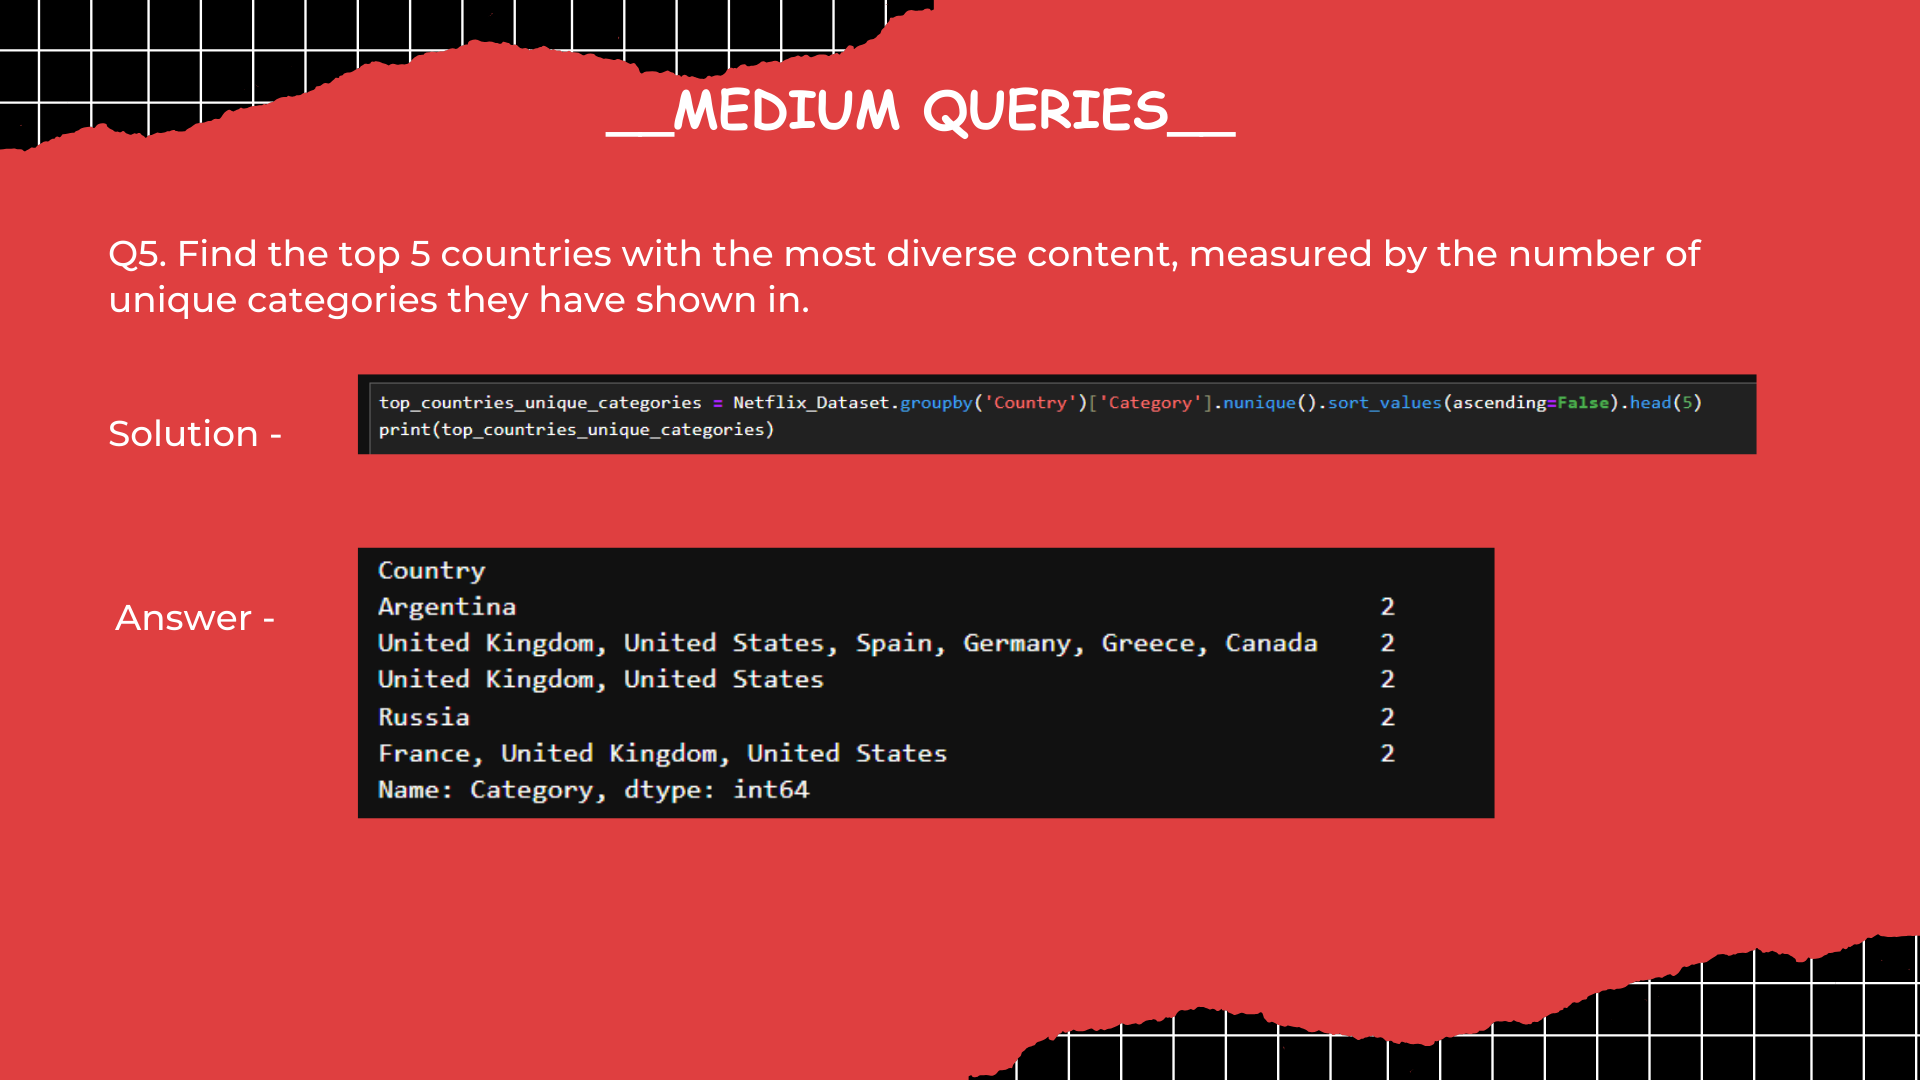 __MEDIUM QUERIES__
Q5. Find the top 5 countries with the most diverse content, measured by the number of
unique categories they have shown in.
Solution -
top_countries_unique_categories = Netflix_Dataset.groupby('Country')['Category'].nunique().sort_values(ascending=False).head(5)
print(top_countries_unique_categories)
Answer -
Country
Argentina 2
United Kingdom, United States, Spain, Germany, Greece, Canada 2
United Kingdom, United States 2
Russia 2
France, United Kingdom, United States 2
Name: Category, dtype: int64